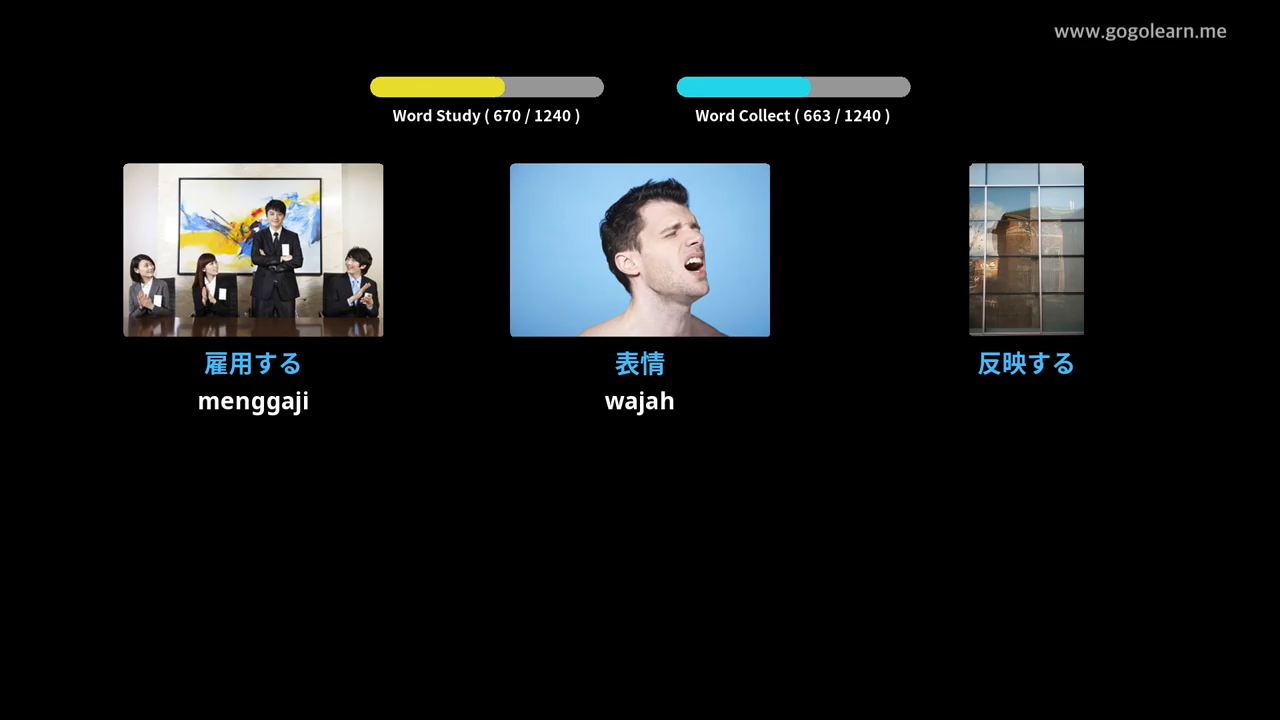 www.gogolearn.me
Word Study ( 670 / 1240 )
Word Collect ( 663 / 1240 )
雇用する
menggaji
表情
wajah
反映する